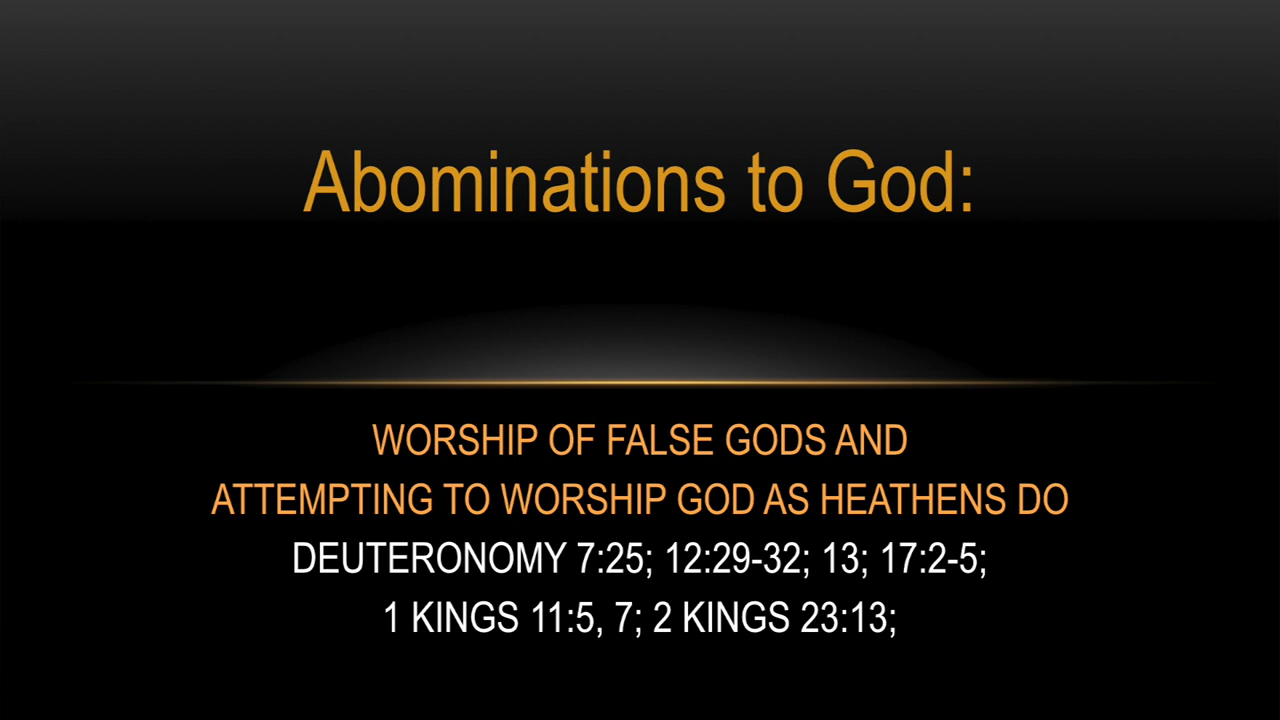 Abominations to God:
WORSHIP OF FALSE GODS AND
ATTEMPTING TO WORSHIP GOD AS HEATHENS DO
DEUTERONOMY 7:25; 12:29-32; 13; 17:2-5;
1 KINGS 11:5, 7; 2 KINGS 23:13;